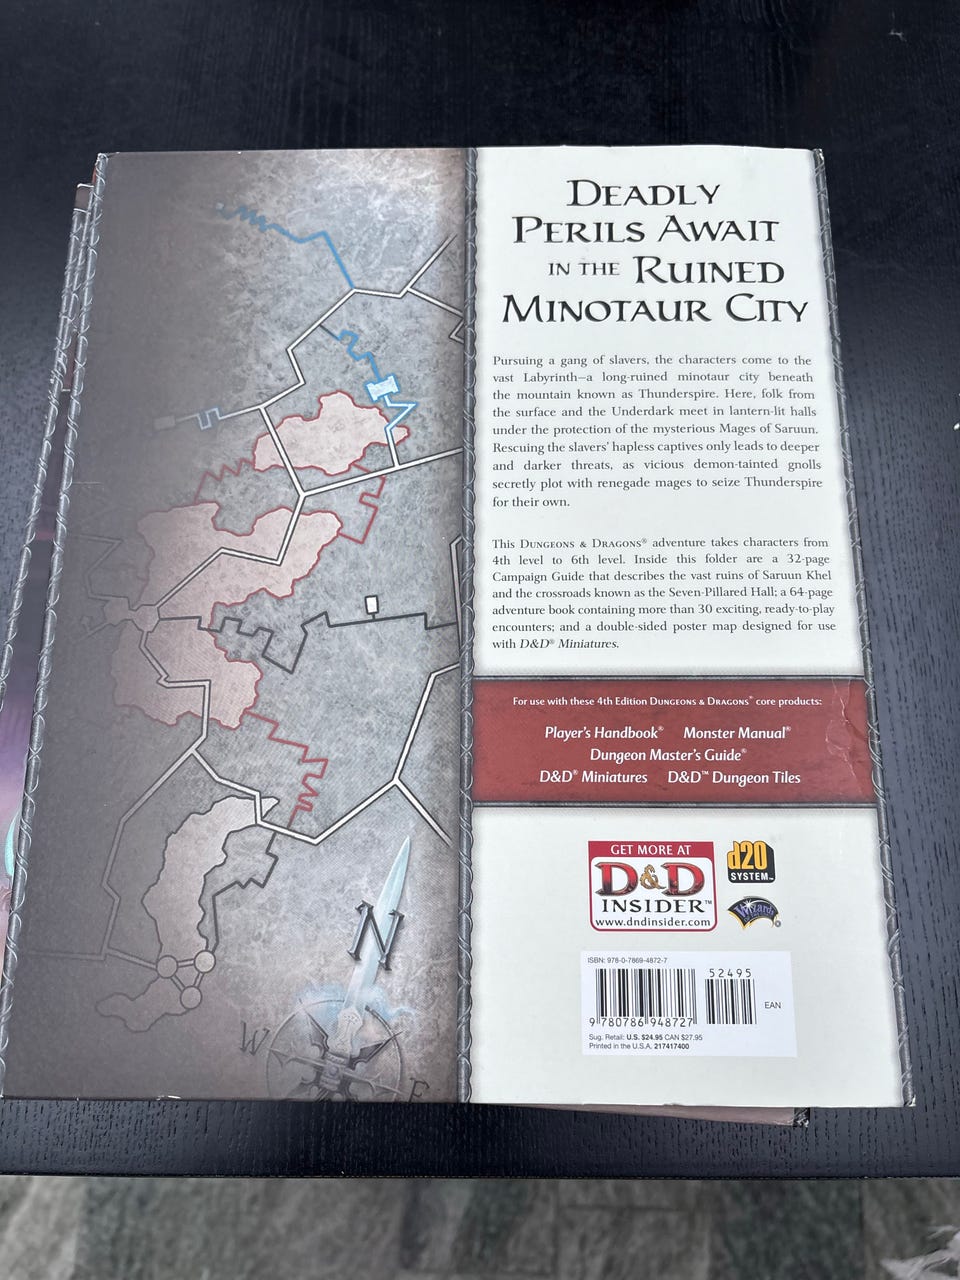 DEADLY
PERILS AWAIT
IN THE RUINED
MINOTAUR CITY
Pursuing a gang of slavers, the characters come to the
vast Labyrinth—a long-ruined minotaur city beneath
the mountain known as Thunderspire. Here, folk from
the surface and the Underdark meet in lantern-lit halls
under the protection of the mysterious Mages of Saruun.
Rescuing the slavers' hapless captives only leads to deeper
and darker threats, as vicious demon-tainted gnolls
secretly plot with renegade mages to seize Thunderspire
for their own.
This DUNGEONS & DRAGONS® adventure takes characters from
4th level to 6th level. Inside this folder are a 32-page
Campaign Guide that describes the vast ruins of Saruun Khel
and the crossroads known as the Seven-Pillared Hall; a 64-page
adventure book containing more than 30 exciting, ready-to-play
encounters; and a double-sided poster map designed for use
with D&D® Miniatures.
For use with these 4th Edition DUNGEONS & DRAGONS® core products:
Player's Handbook® Monster Manual®
Dungeon Master's Guide®
D&D® Miniatures D&D™ Dungeon Tiles
GET MORE AT
D&D
INSIDER™
www.dndinsider.com
d20
SYSTEM™
Wizards
ISBN: 978-0-7869-4872-7
52495
EAN
9 780786 948727
Sug. Retail: U.S. $24.95 CAN $27.95
Printed in the U.S.A. 217417400
N
W
E